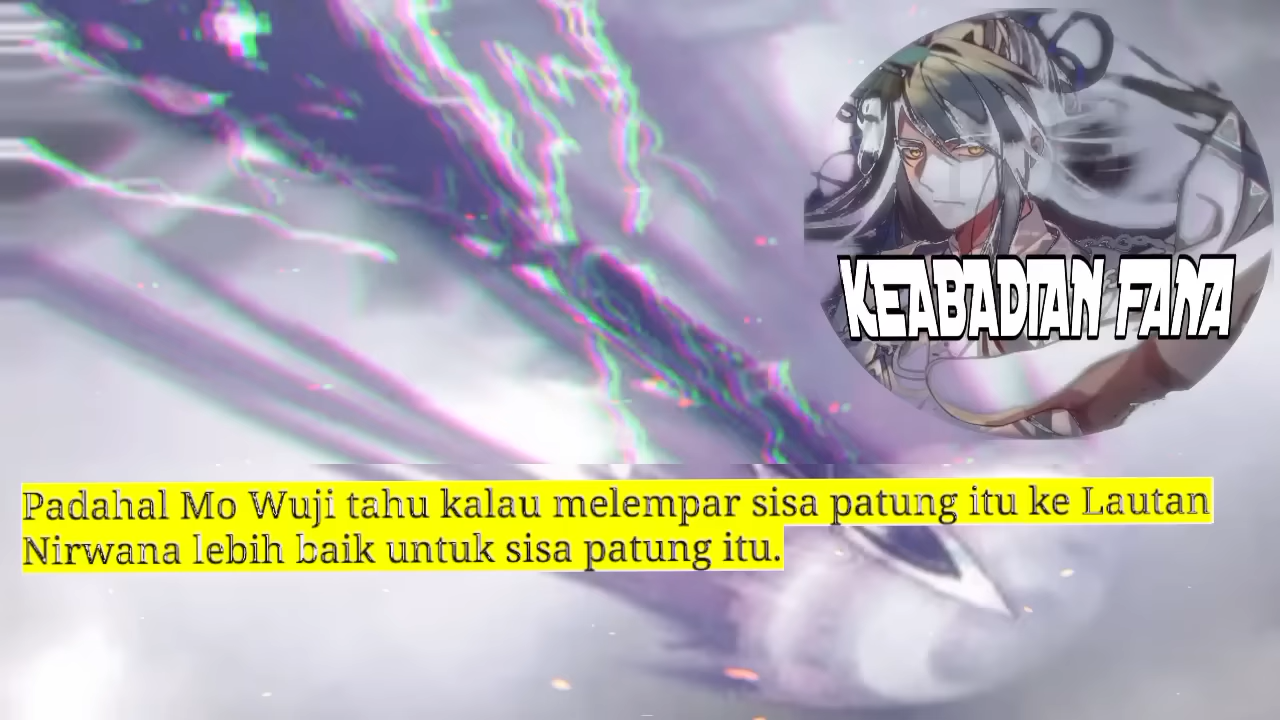 KEABADIAN FANA
Padahal Mo Wuji tahu kalau melempar sisa patung itu ke Lautan
Nirwana lebih baik untuk sisa patung itu.